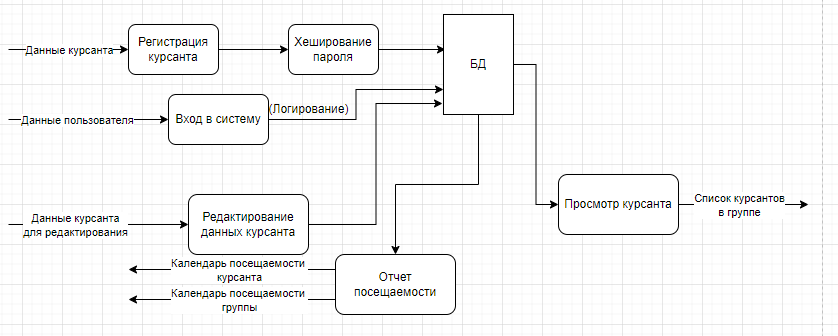 Данные курсанта
Регистрация
курсанта
Хеширование
пароля
БД
Данные пользователя
Вход в систему
(Логирование)
Данные курсанта
для редактирования
Редактирование
данных курсанта
Просмотр курсанта
Список курсантов
в группе
Календарь посещаемости
курсанта
Календарь посещаемости
группы
Отчет
посещаемости